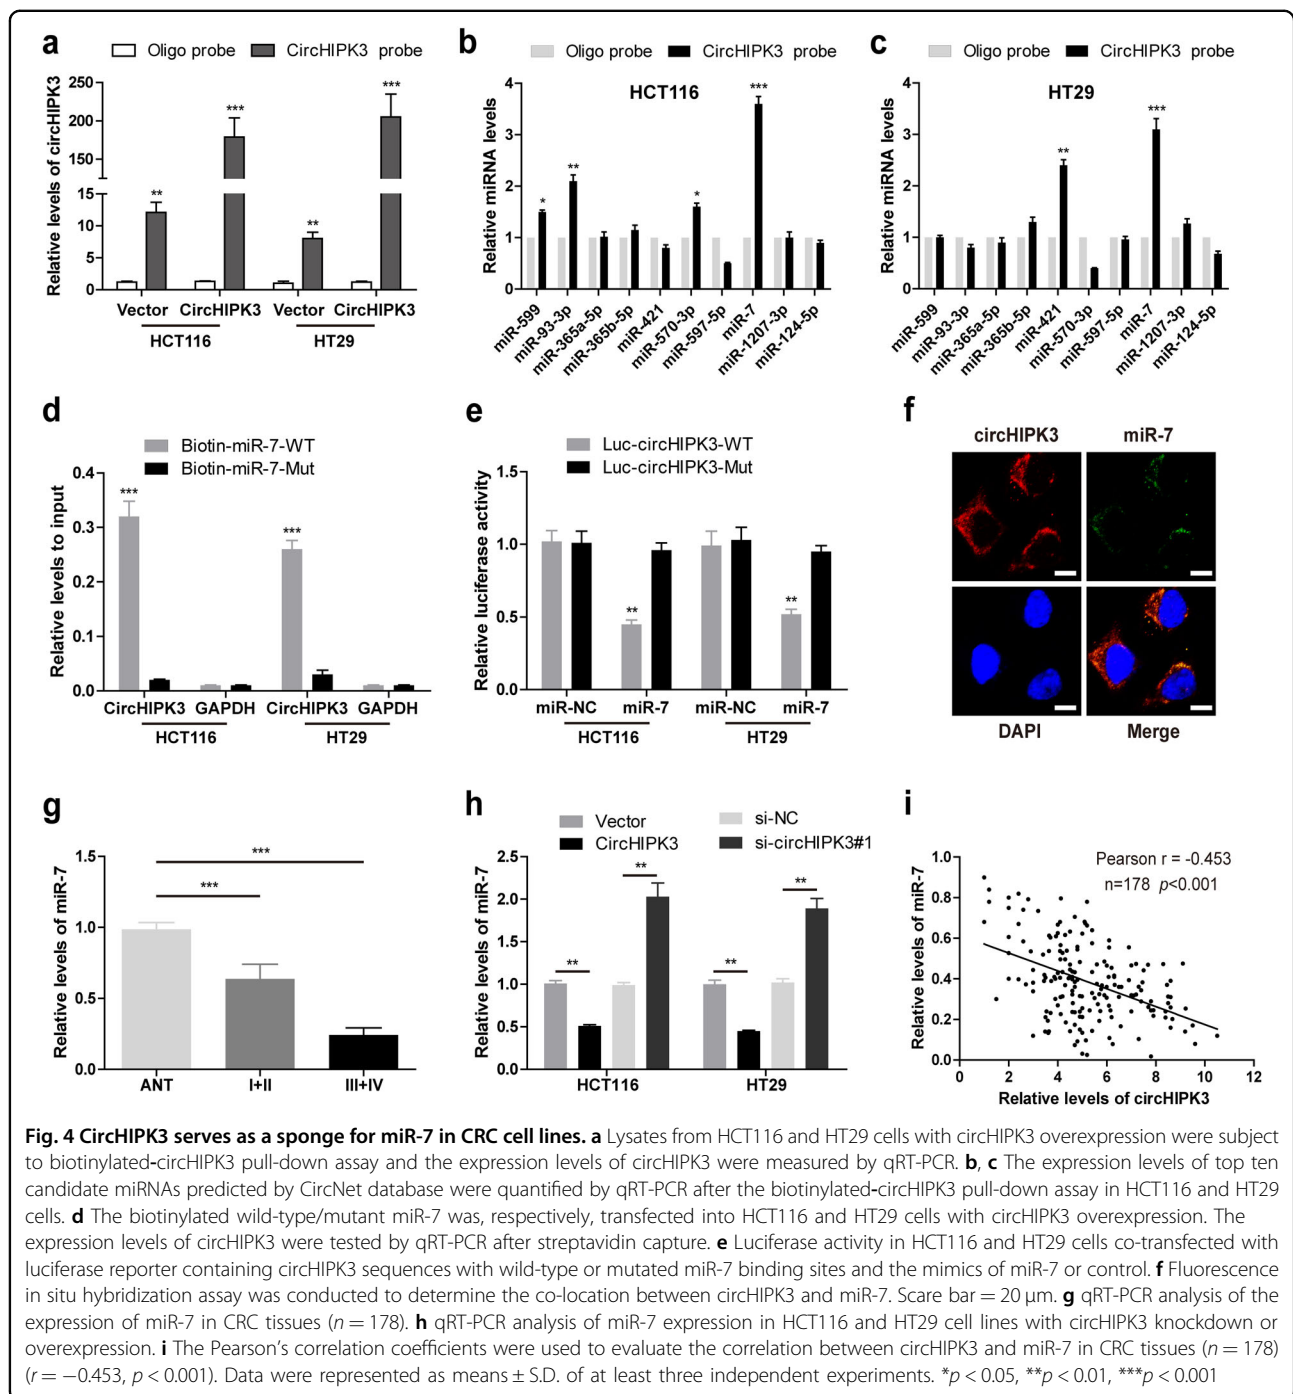 a
Oligo probe CircHIPK3 probe
Relative levels of circHIPK3
250
200
150
100
15
10
5
0
** *** ** ***
Vector CircHIPK3 Vector CircHIPK3
HCT116 HT29
b
Oligo probe CircHIPK3 probe
HCT116
Relative miRNA levels
4
3
2
1
0
* ** * ***
miR-599 miR-93-3p miR-365a-5p miR-365b-5p miR-421 miR-570-3p miR-597-5p miR-7 miR-1207-3p miR-124-5p
c
Oligo probe CircHIPK3 probe
HT29
Relative miRNA levels
4
3
2
1
0
** ***
miR-599 miR-93-3p miR-365a-5p miR-365b-5p miR-421 miR-570-3p miR-597-5p miR-7 miR-1207-3p miR-124-5p
d
Biotin-miR-7-WT
Biotin-miR-7-Mut
Relative levels to input
0.4
0.3
0.2
0.1
0.0
*** ***
CircHIPK3 GAPDH CircHIPK3 GAPDH
HCT116 HT29
e
Luc-circHIPK3-WT
Luc-circHIPK3-Mut
Relative luciferase activity
1.5
1.0
0.5
0.0
** **
miR-NC miR-7 miR-NC miR-7
HCT116 HT29
f
circHIPK3 miR-7
DAPI Merge
g
Relative levels of miR-7
1.5
1.0
0.5
0.0
***
***
ANT I+II III+IV
h
Vector si-NC
CircHIPK3 si-circHIPK3#1
Relative levels of miR-7
2.5
2.0
1.5
1.0
0.5
0.0
** ** ** **
HCT116 HT29
i
Pearson r = -0.453
n=178 p<0.001
Relative levels of miR-7
1.0
0.8
0.6
0.4
0.2
0.0
0 2 4 6 8 10 12
Relative levels of circHIPK3
Fig. 4 CircHIPK3 serves as a sponge for miR-7 in CRC cell lines. a Lysates from HCT116 and HT29 cells with circHIPK3 overexpression were subject
to biotinylated-circHIPK3 pull-down assay and the expression levels of circHIPK3 were measured by qRT-PCR. b, c The expression levels of top ten
candidate miRNAs predicted by CircNet database were quantified by qRT-PCR after the biotinylated-circHIPK3 pull-down assay in HCT116 and HT29
cells. d The biotinylated wild-type/mutant miR-7 was, respectively, transfected into HCT116 and HT29 cells with circHIPK3 overexpression. The
expression levels of circHIPK3 were tested by qRT-PCR after streptavidin capture. e Luciferase activity in HCT116 and HT29 cells co-transfected with
luciferase reporter containing circHIPK3 sequences with wild-type or mutated miR-7 binding sites and the mimics of miR-7 or control. f Fluorescence
in situ hybridization assay was conducted to determine the co-location between circHIPK3 and miR-7. Scare bar = 20 μm. g qRT-PCR analysis of the
expression of miR-7 in CRC tissues (n = 178). h qRT-PCR analysis of miR-7 expression in HCT116 and HT29 cell lines with circHIPK3 knockdown or
overexpression. i The Pearson's correlation coefficients were used to evaluate the correlation between circHIPK3 and miR-7 in CRC tissues (n = 178)
(r = −0.453, p < 0.001). Data were represented as means ± S.D. of at least three independent experiments. *p < 0.05, **p < 0.01, ***p < 0.001